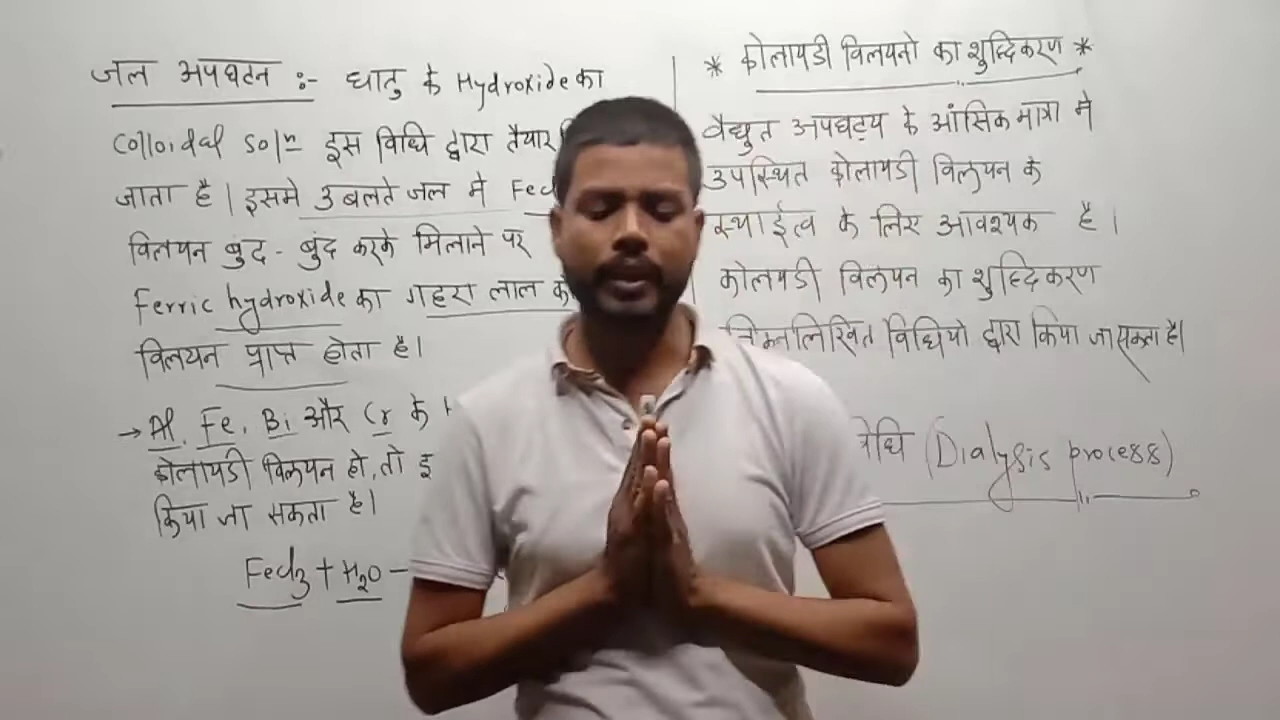 जल अपघटन :- धातु के Hydroxide का
Colloidal Solⁿ इस विधि द्वारा तैयार
जाता है। इसमे उबलते जल मे
विलयन बुंद - बुंद करके मिलाने पर
Ferric hydroxide का गहरा लाल
विलयन प्राप्त होता है।
→ Al, Fe, Bi और Cr के
कोलायडी विलयन हो, तो
किया जा सकता है।
FeCl₃ + H₂O —
* कोलायडी विलयनो का शुद्धिकरण *
वैद्युत अपघट्य के आंसिक मात्रा मे
उपस्थित कोलायडी विलयन के
स्थाईत्व के लिए आवश्यक है।
कोलायडी विलयन का शुद्धिकरण
निम्नलिखित विधियो द्वारा किया जा सकता है।
(Dialysis process)